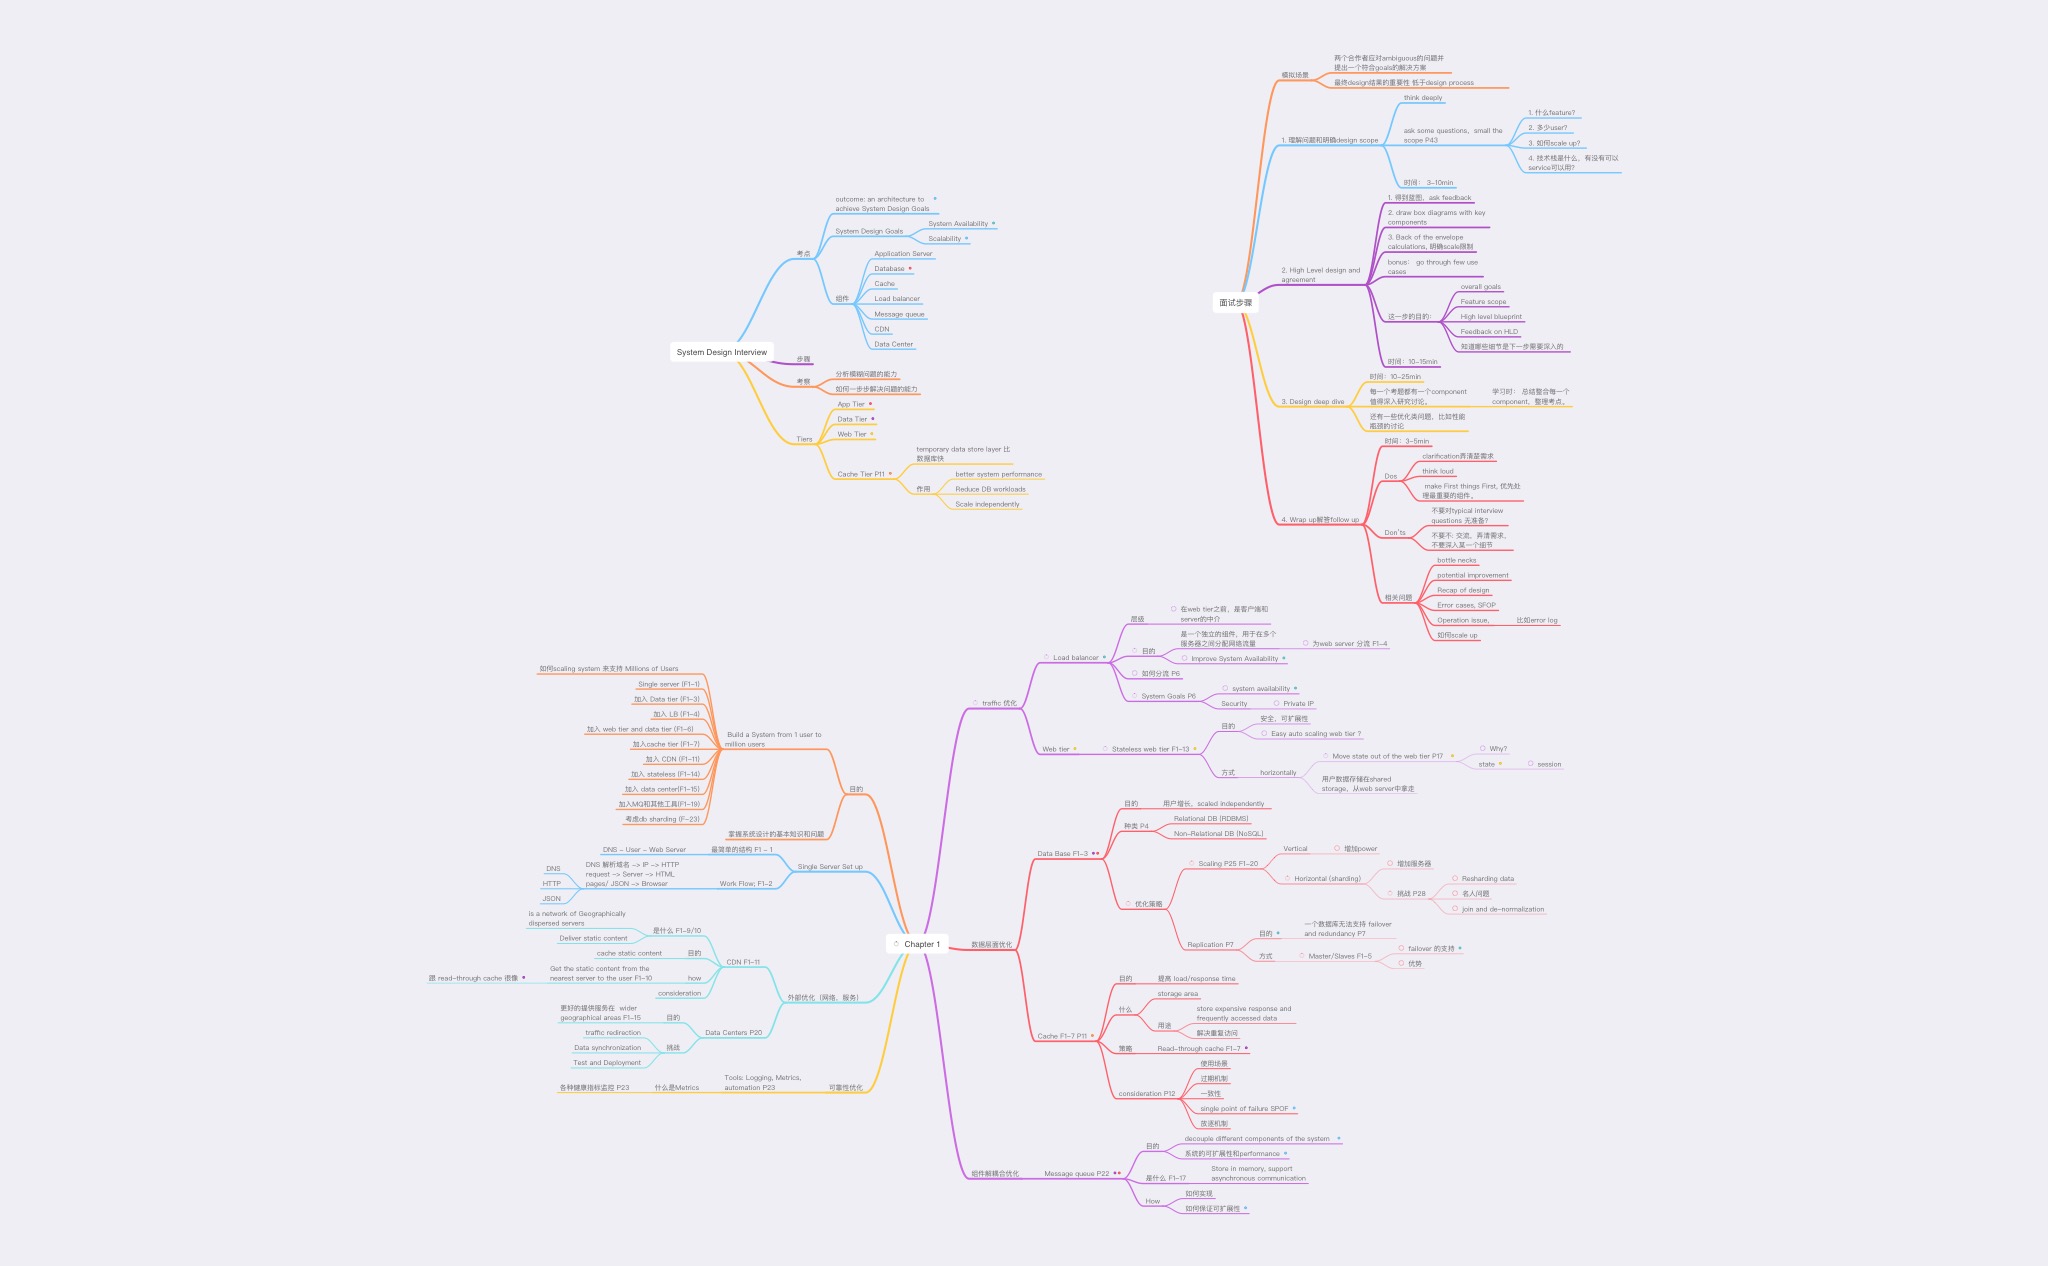 System Design Interview
考点
outcome: an architecture to
achieve System Design Goals
System Design Goals
System Availability
Scalability
组件
Application Server
Database
Cache
Load balancer
Message queue
CDN
Data Center
步骤
考察
分析模糊问题的能力
如何一步步解决问题的能力
Tiers
App Tier
Data Tier
Web Tier
Cache Tier P11
temporary data store layer 比
数据库快
作用
better system performance
Reduce DB workloads
Scale independently
面试步骤
模拟场景
两个合作者应对ambiguous的问题并
提出一个符合goals的解决方案
最终design结果的重要性 低于design process
1. 理解问题和明确design scope
think deeply
ask some questions, small the
scope P43
1. 什么feature?
2. 多少user?
3. 如何scale up?
4. 技术栈是什么，有没有可以
service可以用?
时间： 3-10min
2. High Level design and
agreement
1. 得到蓝图，ask feedback
2. draw box diagrams with key
components
3. Back of the envelope
calculations, 明确scale限制
bonus： go through few use
cases
这一步的目的:
overall goals
Feature scope
High level blueprint
Feedback on HLD
知道哪些细节是下一步需要深入的
时间：10-15min
3. Design deep dive
时间：10-25min
每一个考题都有一个component
值得深入研究讨论。
学习时： 总结整合每一个
component，整理考点。
还有一些优化类问题，比如性能
瓶颈的讨论
4. Wrap up解答follow up
时间：3-5min
Dos
clarification弄清楚需求
think loud
make First things First, 优先处
理最重要的组件。
Don'ts
不要对typical interview
questions 无准备?
不要不: 交流，弄清需求，
不要深入某一个细节
相关问题
bottle necks
potential improvement
Recap of design
Error cases, SFOP
Operation issue,
比如error log
如何scale up
Chapter 1
目的
Build a System from 1 user to
million users
如何scaling system 来支持 Millions of Users
Single server (F1-1)
加入 Data tier (F1-3)
加入 LB (F1-4)
加入 web tier and data tier (F1-6)
加入cache tier (F1-7)
加入 CDN (F1-11)
加入 stateless (F1-14)
加入 data center(F1-15)
加入MQ和其他工具(F1-19)
考虑db sharding (F-23)
掌握系统设计的基本知识和问题
Single Server Set up
最简单的结构 F1 - 1
DNS - User - Web Server
Work Flow; F1-2
DNS 解析域名 -> IP -> HTTP
request -> Server -> HTML
pages/ JSON -> Browser
DNS
HTTP
JSON
外部优化（网络，服务）
CDN F1-11
是什么 F1-9/10
is a network of Geographically
dispersed servers
Deliver static content
目的
cache static content
how
Get the static content from the
nearest server to the user F1-10
跟 read-through cache 很像
consideration
Data Centers P20
目的
更好的提供服务在 wider
geographical areas F1-15
挑战
traffic redirection
Data synchronization
Test and Deployment
可靠性优化
Tools: Logging, Metrics,
automation P23
什么是Metrics
各种健康指标监控 P23
traffic 优化
Load balancer
层级
在web tier之前，是客户端和
server的中介
目的
是一个独立的组件，用于在多个
服务器之间分配网络流量
为web server 分流 F1-4
Improve System Availability
如何分流 P6
System Goals P6
system availability
Security
Private IP
Web tier
Stateless web tier F1-13
目的
安全，可扩展性
Easy auto scaling web tier ?
方式
horizontally
Move state out of the web tier P17
Why?
state
session
用户数据存储在shared
storage，从web server中拿走
数据层面优化
Data Base F1-3
目的
用户增长，scaled independently
种类 P4
Relational DB (RDBMS)
Non-Relational DB (NoSQL)
优化策略
Scaling P25 F1-20
Vertical
增加power
Horizontal (sharding)
增加服务器
挑战 P28
Resharding data
名人问题
join and de-normalization
Replication P7
目的
一个数据库无法支持 failover
and redundancy P7
方式
Master/Slaves F1-5
failover 的支持
优势
Cache F1-7 P11
目的
提高 load/response time
什么
storage area
用途
store expensive response and
frequently accessed data
解决重复访问
策略
Read-through cache F1-7
consideration P12
使用场景
过期机制
一致性
single point of failure SPOF
放逐机制
组件解耦合优化
Message queue P22
目的
decouple different components of the system
系统的可扩展性和performance
是什么 F1-17
Store in memory, support
asynchronous communication
How
如何实现
如何保证可扩展性